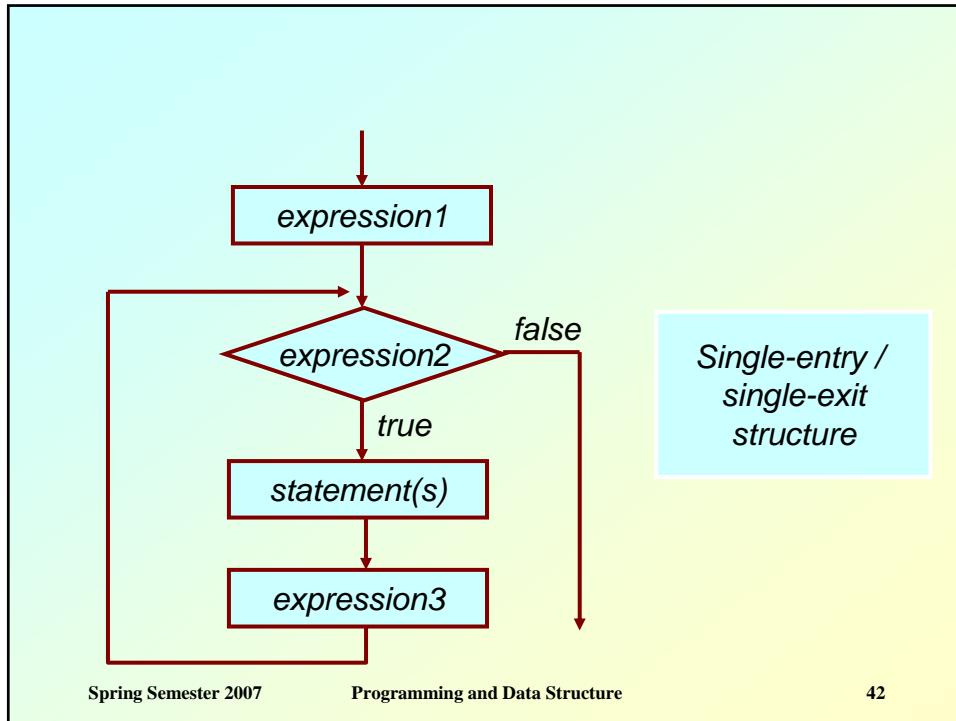 expression1
expression2
false
true
statement(s)
expression3
Single-entry /
single-exit
structure
Spring Semester 2007 Programming and Data Structure 42